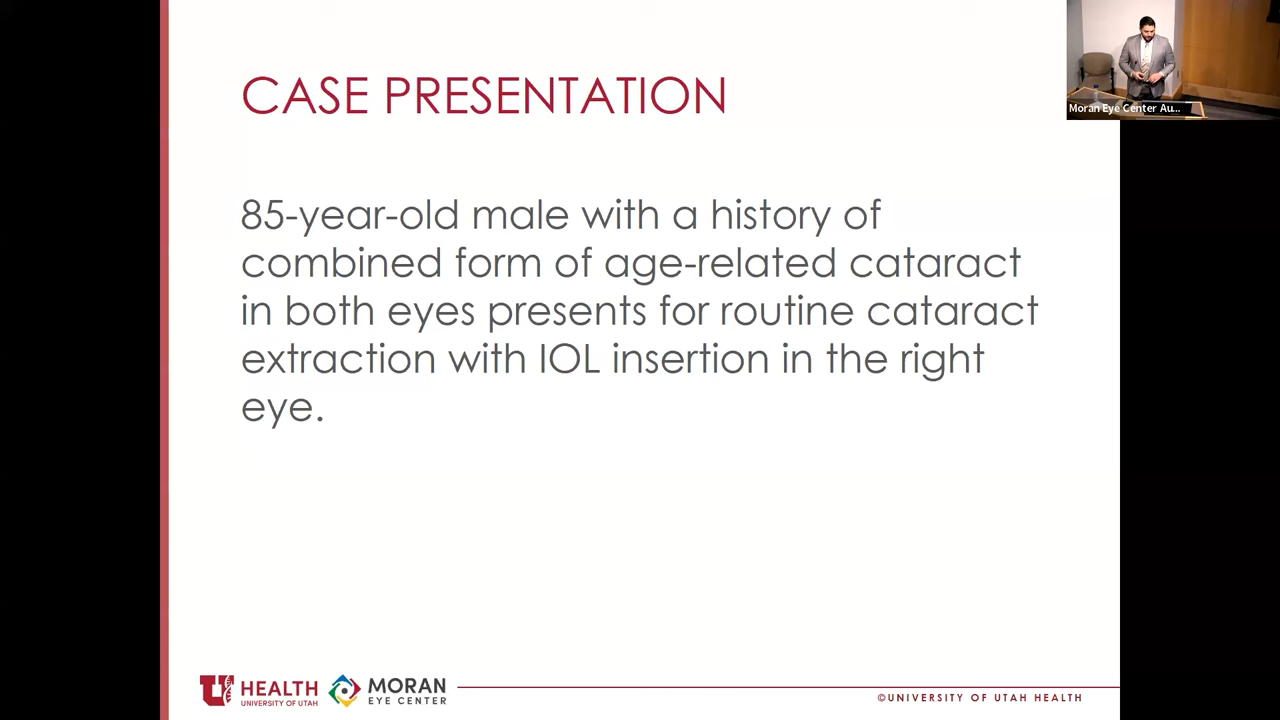 CASE PRESENTATION
Moran Eye Center Au...
85-year-old male with a history of
combined form of age-related cataract
in both eyes presents for routine cataract
extraction with IOL insertion in the right
eye.
U HEALTH
UNIVERSITY OF UTAH
MORAN
EYE CENTER
©UNIVERSITY OF UTAH HEALTH